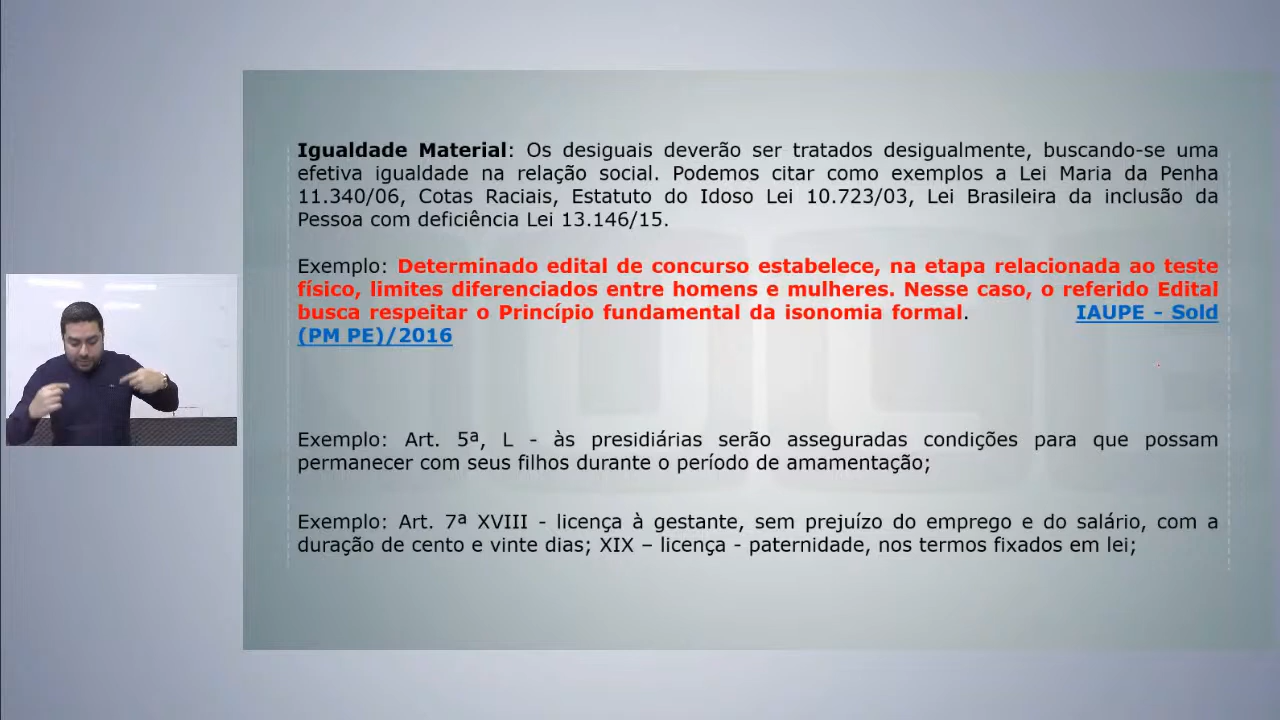 Igualdade Material: Os desiguais deverão ser tratados desigualmente, buscando-se uma
efetiva igualdade na relação social. Podemos citar como exemplos a Lei Maria da Penha
11.340/06, Cotas Raciais, Estatuto do Idoso Lei 10.723/03, Lei Brasileira da inclusão da
Pessoa com deficiência Lei 13.146/15.
Exemplo: Determinado edital de concurso estabelece, na etapa relacionada ao teste
físico, limites diferenciados entre homens e mulheres. Nesse caso, o referido Edital
busca respeitar o Princípio fundamental da isonomia formal. IAUPE - Sold
(PM PE)/2016
Exemplo: Art. 5ª, L - às presidiárias serão asseguradas condições para que possam
permanecer com seus filhos durante o período de amamentação;
Exemplo: Art. 7ª XVIII - licença à gestante, sem prejuízo do emprego e do salário, com a
duração de cento e vinte dias; XIX – licença - paternidade, nos termos fixados em lei;